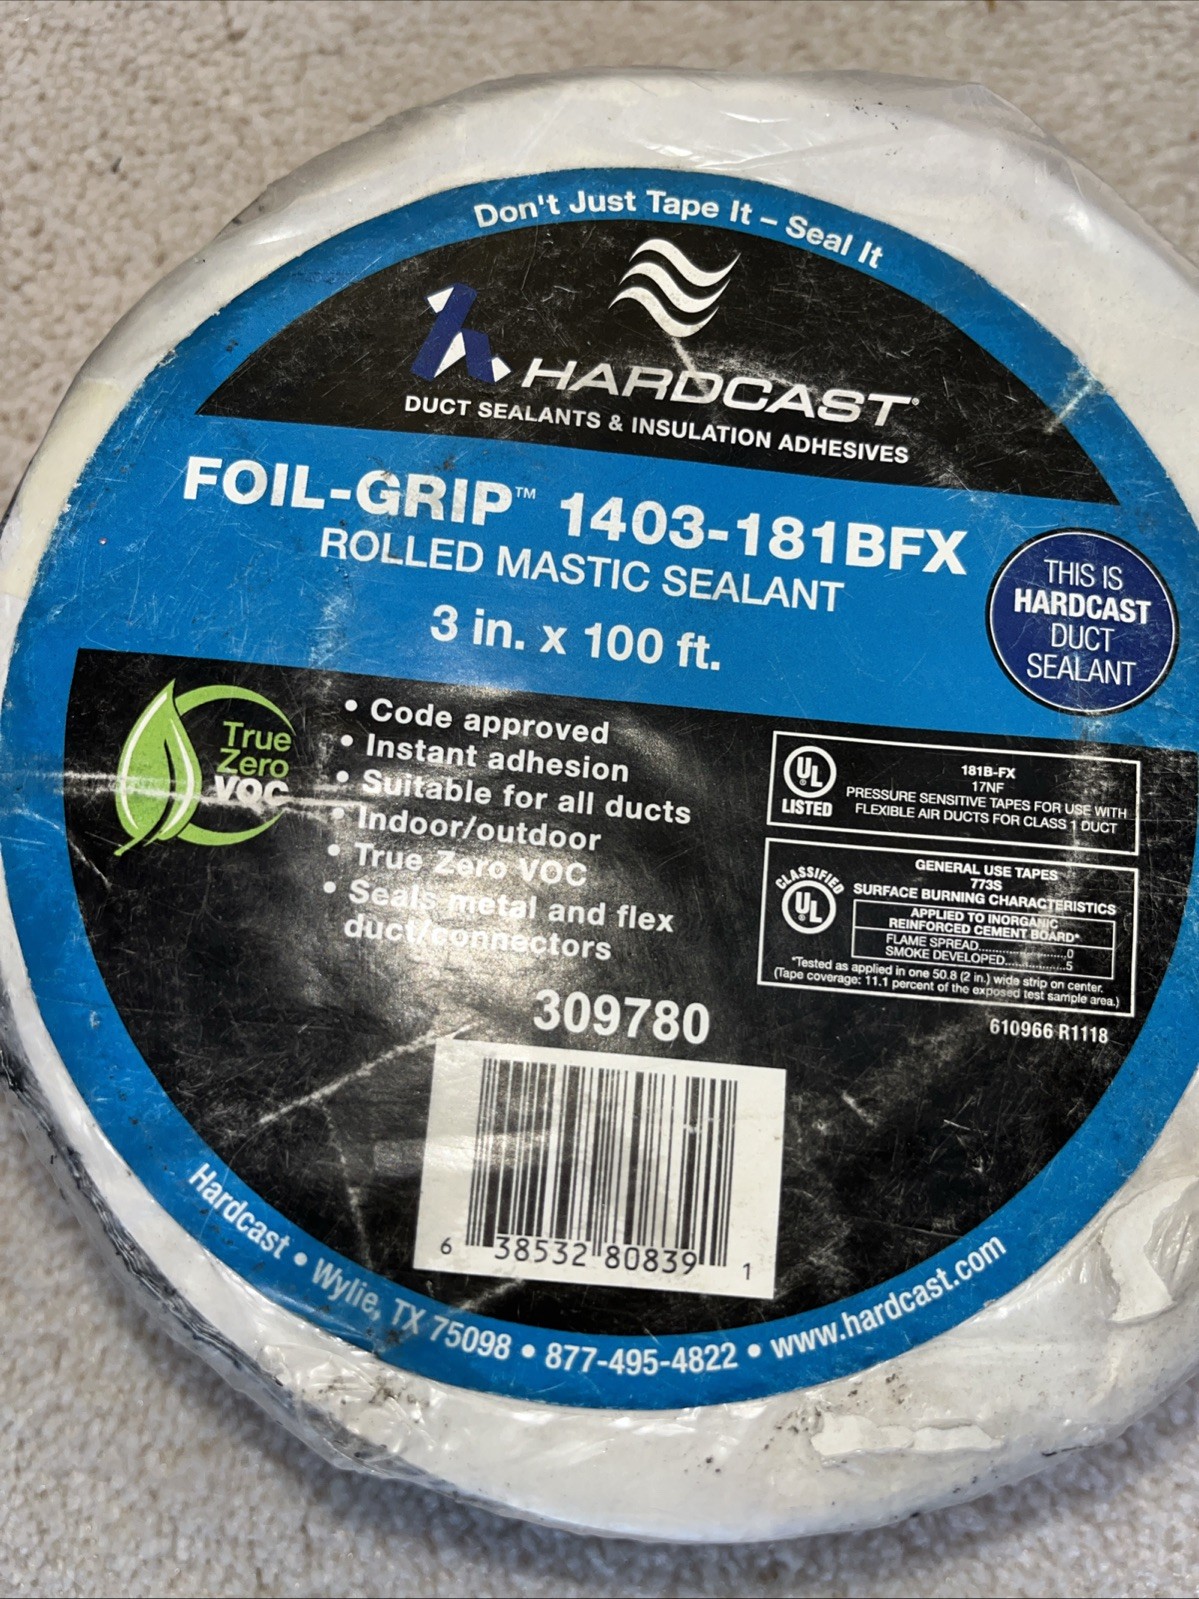 Don't Just Tape It – Seal It
HARDCAST®
DUCT SEALANTS & INSULATION ADHESIVES
FOIL-GRIP™ 1403-181BFX
ROLLED MASTIC SEALANT
3 in. x 100 ft.
THIS IS
HARDCAST
DUCT
SEALANT
True
Zero
VOC
• Code approved
• Instant adhesion
• Suitable for all ducts
• Indoor/outdoor
• True Zero VOC
• Seals metal and flex
duct/connectors
UL
LISTED
181B-FX
17NF
PRESSURE SENSITIVE TAPES FOR USE WITH
FLEXIBLE AIR DUCTS FOR CLASS 1 DUCT
CLASSIFIED
UL
GENERAL USE TAPES
773S
SURFACE BURNING CHARACTERISTICS
APPLIED TO INORGANIC
REINFORCED CEMENT BOARD*
FLAME SPREAD..........................0
SMOKE DEVELOPED..................5
*Tested as applied in one 50.8 (2 in.) wide strip on center.
(Tape coverage: 11.1 percent of the exposed test sample area.)
610966 R1118
309780
6 38532 80839 1
Hardcast • Wylie, TX 75098 • 877-495-4822 • www.hardcast.com